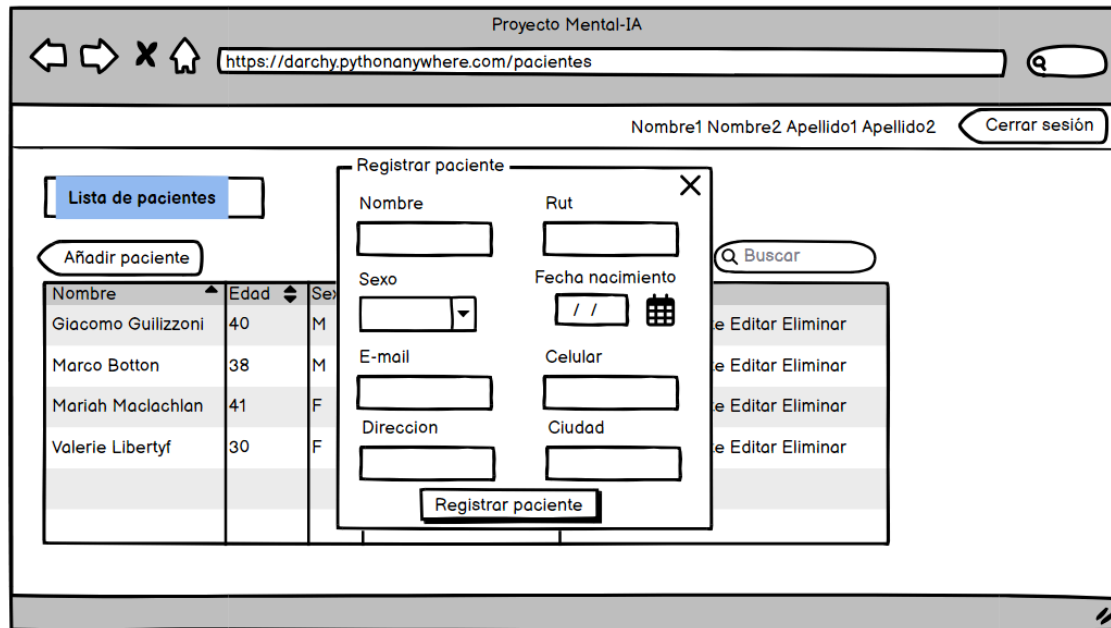 Proyecto Mental-IA
https://darchy.pythonanywhere.com/pacientes
Nombre1 Nombre2 Apellido1 Apellido2
Cerrar sesión
Lista de pacientes
Añadir paciente
Buscar
Nombre Edad
Giacomo Guilizzoni 40 M Editar Eliminar
Marco Botton 38 M Editar Eliminar
Mariah Maclachlan 41 F Editar Eliminar
Valerie Libertyf 30 F Editar Eliminar
Registrar paciente
Nombre Rut
Sexo Fecha nacimiento
/ /
E-mail Celular
Direccion Ciudad
Registrar paciente